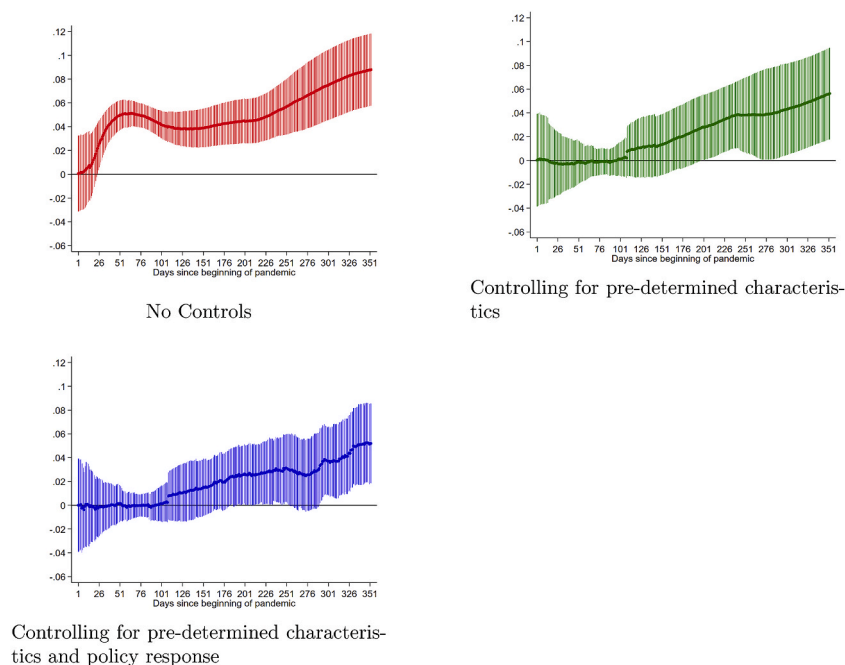 .12
.1
.08
.06
.04
.02
0
-.02
-.04
-.06
1 26 51 76 101 126 151 176 201 226 251 276 301 326 351
Days since beginning of pandemic
No Controls
.12
.1
.08
.06
.04
.02
0
-.02
-.04
-.06
1 26 51 76 101 126 151 176 201 226 251 276 301 326 351
Days since beginning of pandemic
Controlling for pre-determined characteris-
tics
.12
.1
.08
.06
.04
.02
0
-.02
-.04
-.06
1 26 51 76 101 126 151 176 201 226 251 276 301 326 351
Days since beginning of pandemic
Controlling for pre-determined characteris-
tics and policy response